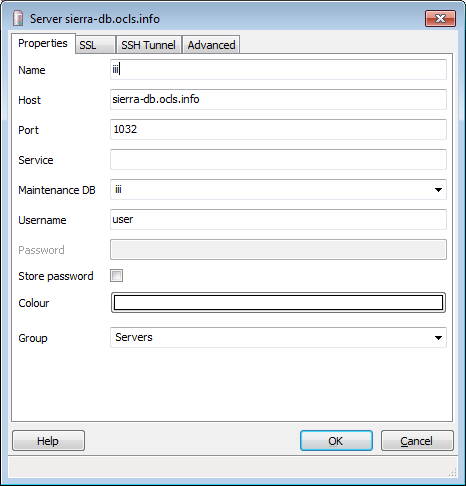 Server sierra-db.ocls.info
Properties SSL SSH Tunnel Advanced
Name iii
Host sierra-db.ocls.info
Port 1032
Service
Maintenance DB iii
Username user
Password
Store password
Colour
Group Servers
Help OK Cancel